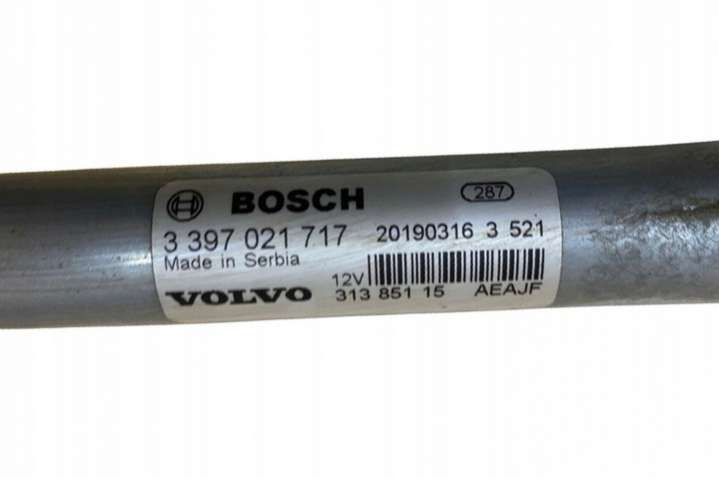 BOSCH 287
3 397 021 717 20190316 3 521
Made in Serbia
12V
VOLVO 313 851 15 AEAJF